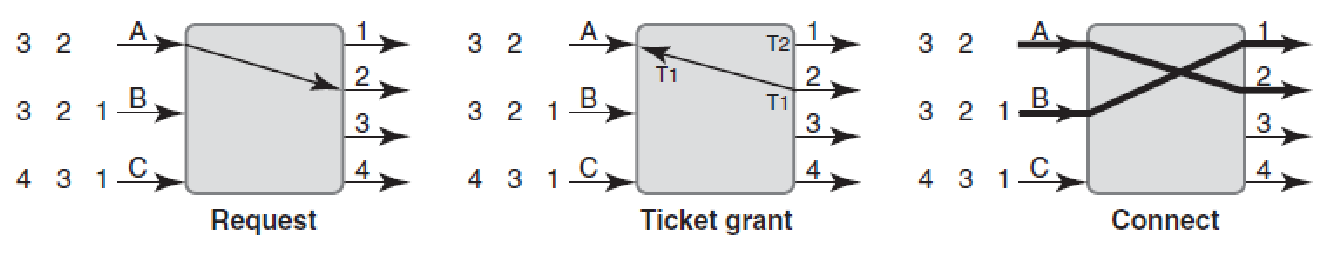 3 2 A 1
2
3 2 1 B
3
4 3 1 C 4
Request
3 2 A T2 1
T1 2
3 2 1 B T1
3
4 3 1 C 4
Ticket grant
3 2 A 1
2
3 2 1 B
3
4 3 1 C 4
Connect